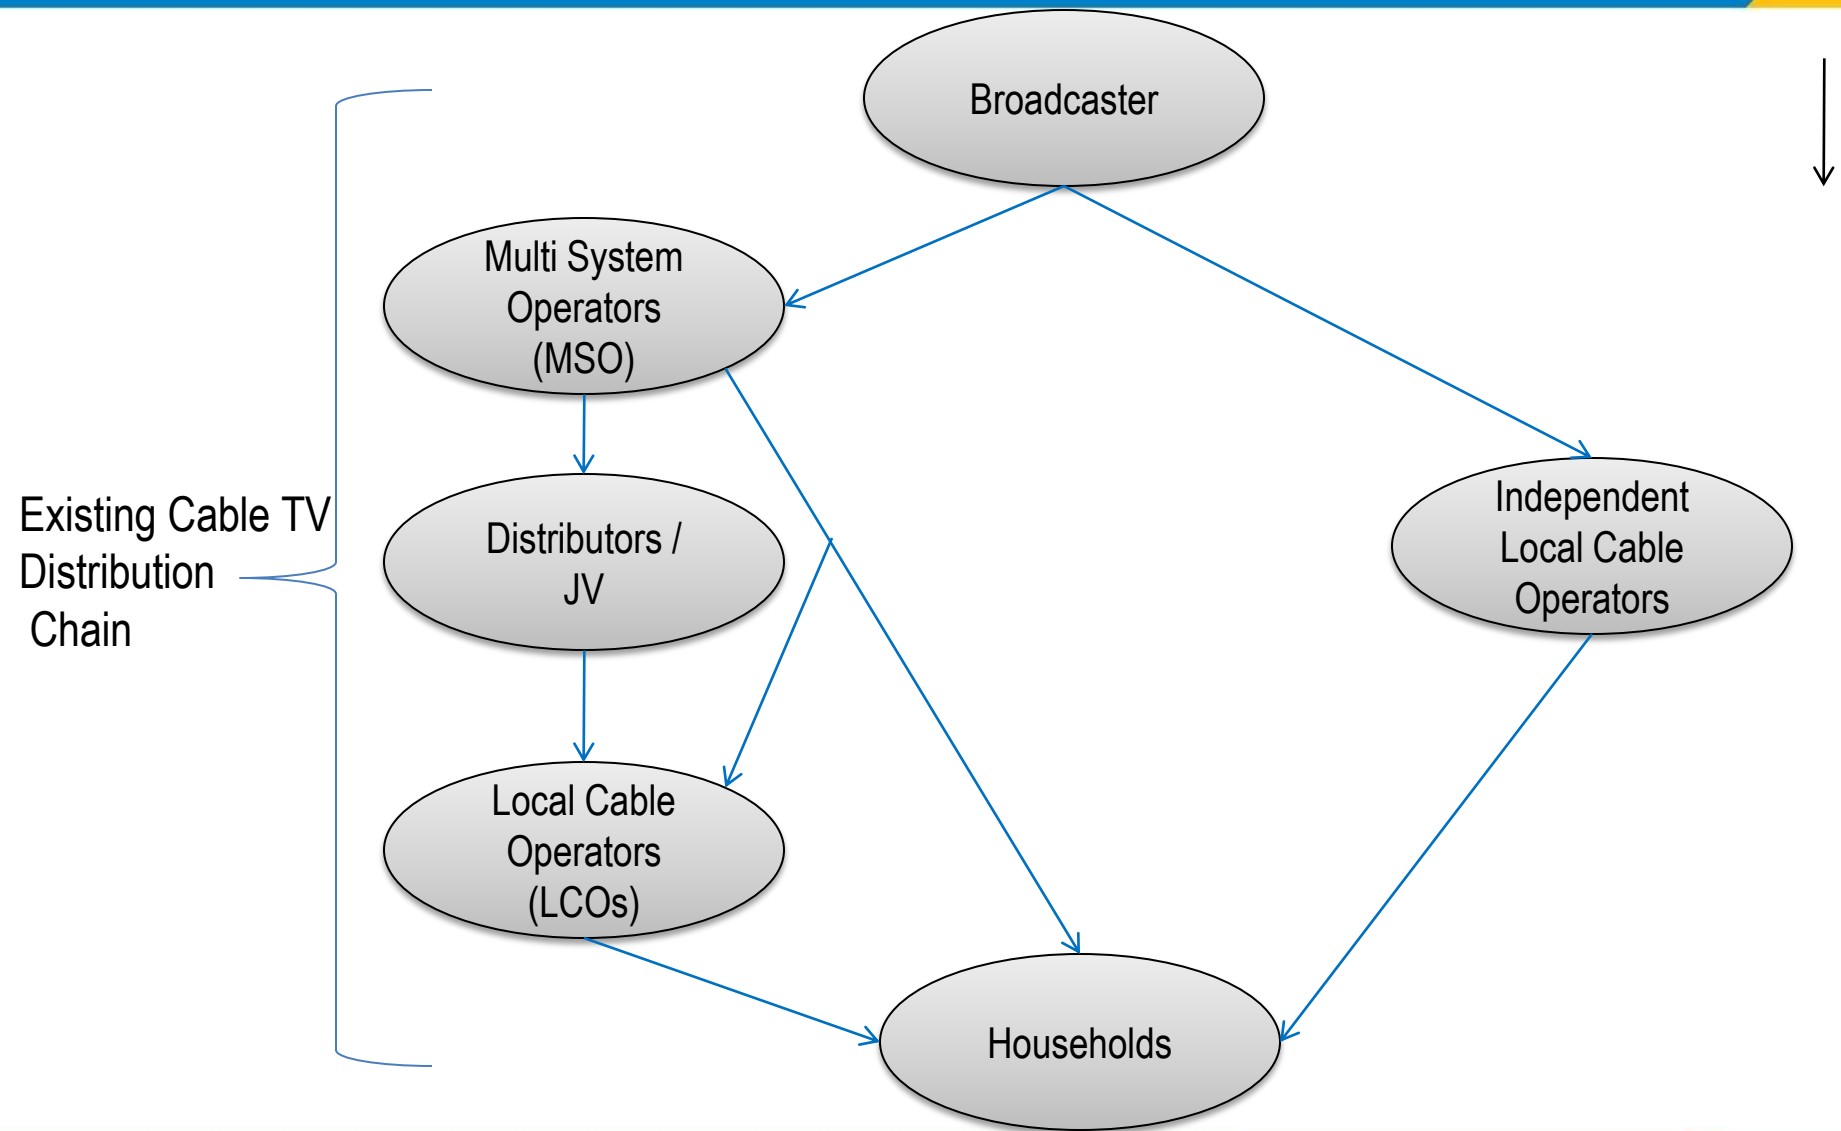 Broadcaster
Multi System
Operators
(MSO)
Existing Cable TV
Distribution
Chain
Distributors /
JV
Independent
Local Cable
Operators
Local Cable
Operators
(LCOs)
Households